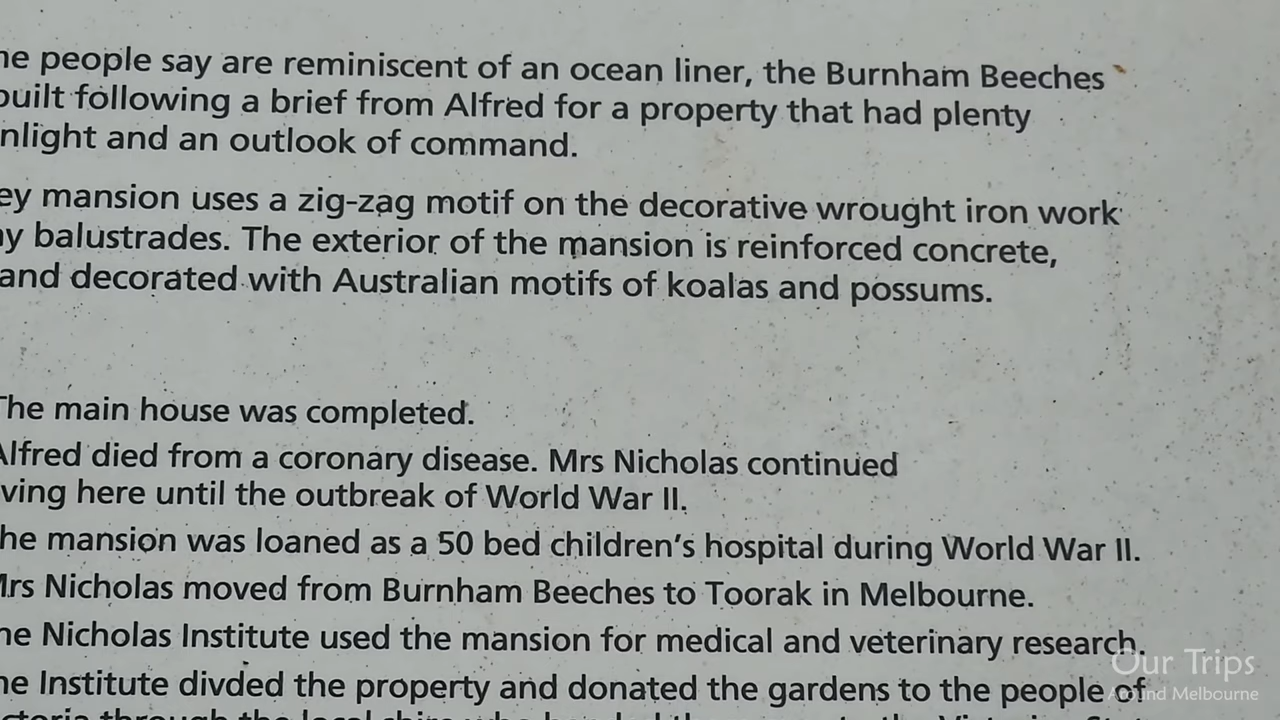 people say are reminiscent of an ocean liner, the Burnham Beeches
built following a brief from Alfred for a property that had plenty
nlight and an outlook of command.
ey mansion uses a zig-zag motif on the decorative wrought iron work
y balustrades. The exterior of the mansion is reinforced concrete,
and decorated with Australian motifs of koalas and possums.
The main house was completed.
Alfred died from a coronary disease. Mrs Nicholas continued
ving here until the outbreak of World War II.
he mansion was loaned as a 50 bed children's hospital during World War II.
Mrs Nicholas moved from Burnham Beeches to Toorak in Melbourne.
he Nicholas Institute used the mansion for medical and veterinary research.
he Institute divded the property and donated the gardens to the people of
Our Trips
Around Melbourne